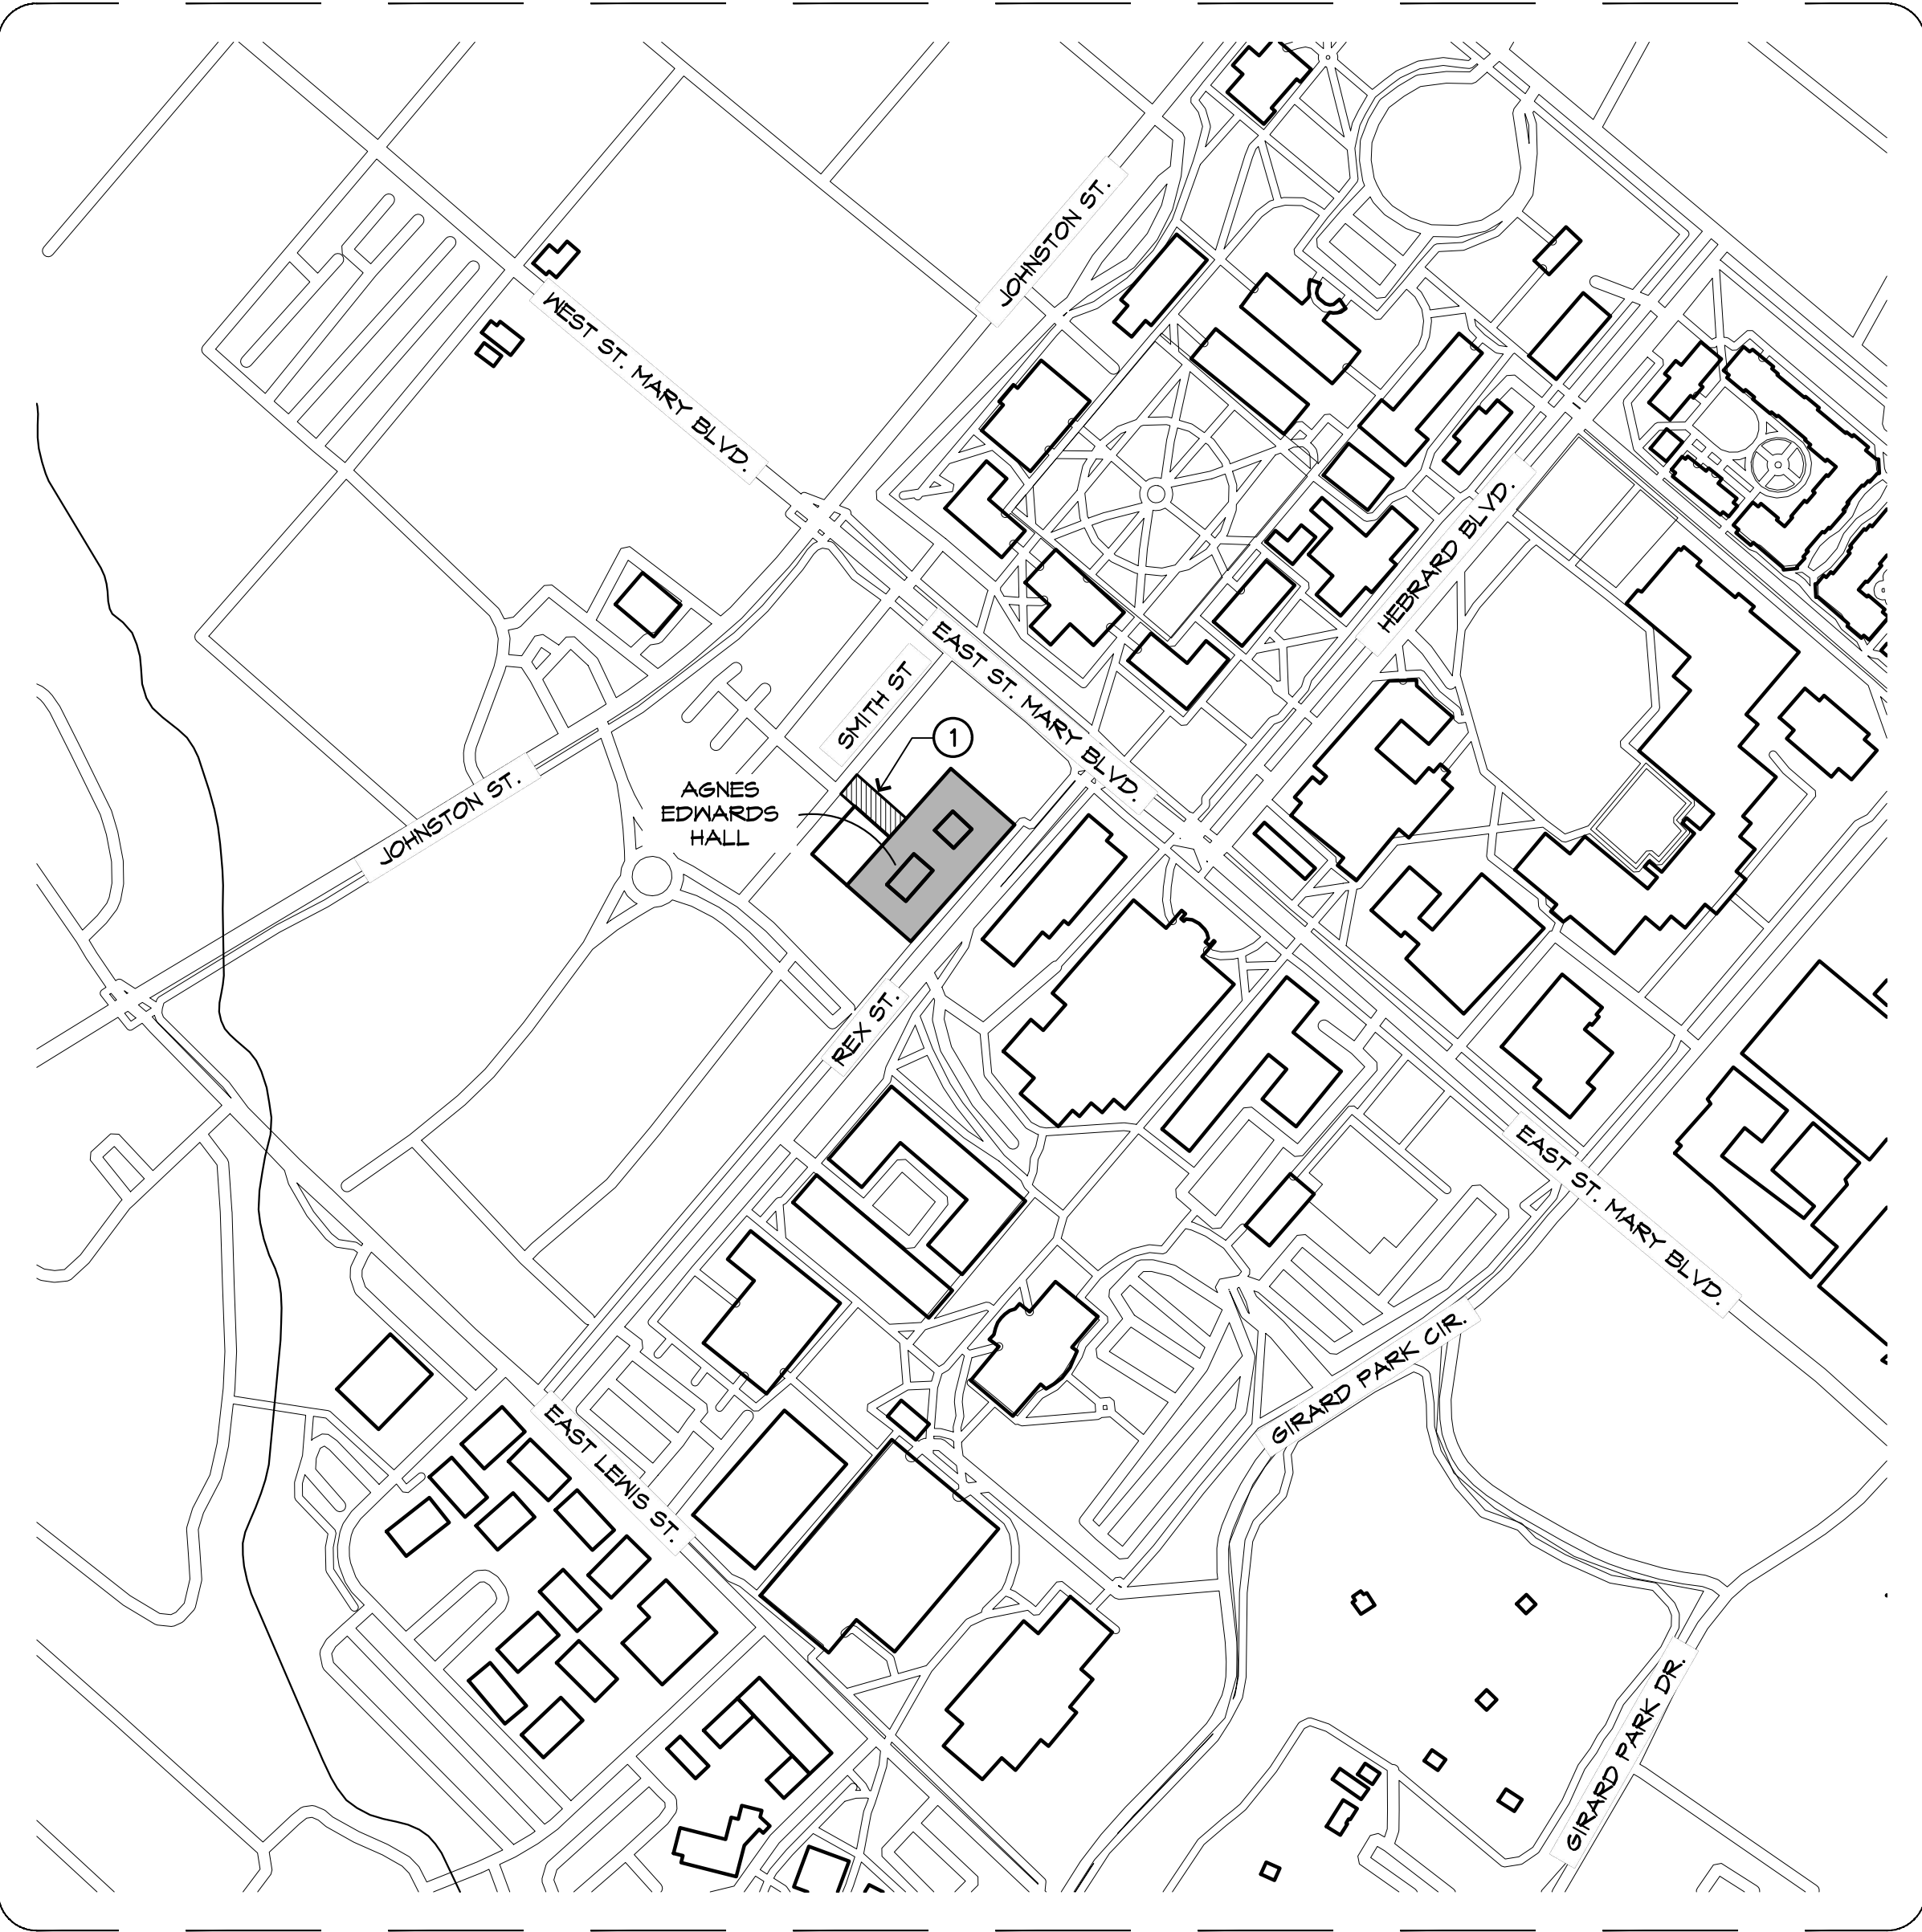 JOHNSTON ST.
WEST ST. MARY BLVD.
HEBRARD BLVD.
EAST ST. MARY BLVD.
SMITH ST
1
AGNES
EDWARDS
HALL
JOHNSTON ST.
REX ST.
EAST ST. MARY BLVD.
GIRARD PARK CIR.
EAST LEWIS ST.
GIRARD PARK DR.